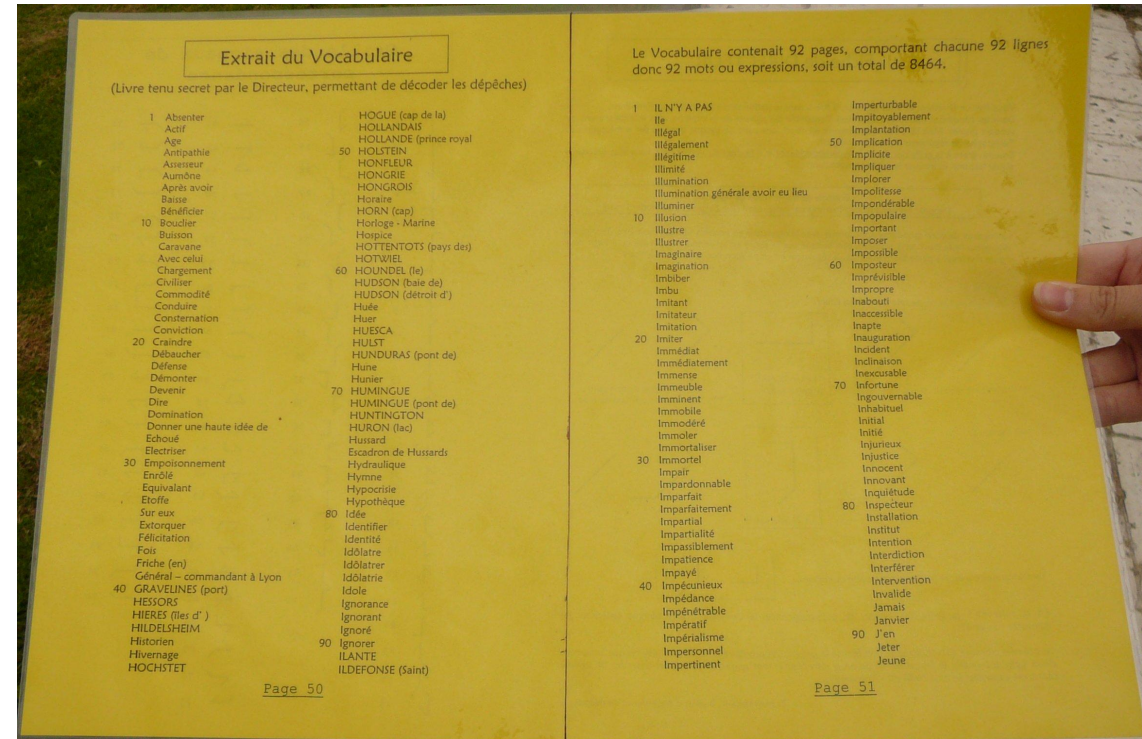 Extrait du Vocabulaire
(Livre tenu secret par le Directeur, permettant de décoder les dépêches)
1 Absenter
Actif
Age
Antipathie
Assesseur
Aumône
Après avoir
Baisse
Bénéficier
10 Bouclier
Buisson
Caravane
Avec celui
Chargement
Civiliser
Commodité
Conduire
Consternation
Conviction
20 Craindre
Débaucher
Défense
Démonter
Devenir
Dire
Domination
Donner une haute idée de
Echoué
Electriser
30 Empoisonnement
Enrôlé
Equivalant
Etoffe
Sur eux
Extorquer
Félicitation
Fois
Friche (en)
Général – commandant à Lyon
40 GRAVELINES (port)
HESSORS
HIERES (îles d' )
HILDELSHEIM
Historien
Hivernage
HOCHSTET
HOGUE (cap de la)
HOLLANDAIS
HOLLANDE (prince royal
50 HOLSTEIN
HONFLEUR
HONGRIE
HONGROIS
Horaire
HORN (cap)
Horloge - Marine
Hospice
HOTTENTOTS (pays des)
HOTWIEL
60 HOUNDEL (le)
HUDSON (baie de)
HUDSON (détroit d')
Huée
Huer
HUESCA
HULST
HUNDURAS (pont de)
Hune
Hunier
70 HUMINGUE
HUMINGUE (pont de)
HUNTINGTON
HURON (lac)
Hussard
Escadron de Hussards
Hydraulique
Hymne
Hypocrisie
Hypothèque
80 Idée
Identifier
Identité
Idôlatre
Idôlatrer
Idôlatrie
Idole
Ignorance
Ignorant
Ignoré
90 Ignorer
ILANTE
ILDEFONSE (Saint)
Page 50
Le Vocabulaire contenait 92 pages, comportant chacune 92 lignes
donc 92 mots ou expressions, soit un total de 8464.
1 IL N'Y A PAS
Ile
Illégal
Illégalement
Illégitime
Illimité
Illumination
Illumination générale avoir eu lieu
Illuminer
10 Illusion
Illustre
Illustrer
Imaginaire
Imagination
Imbiber
Imbu
Imitant
Imitateur
Imitation
20 Imiter
Immédiat
Immédiatement
Immense
Immeuble
Imminent
Immobile
Immodéré
Immoler
Immortaliser
30 Immortel
Impair
Impardonnable
Imparfait
Imparfaitement
Impartial
Impartialité
Impassiblement
Impatience
Impayé
40 Impécunieux
Impédance
Impénétrable
Impératif
Impérialisme
Impersonnel
Impertinent
Imperturbable
Impitoyablement
Implantation
50 Implication
Implicite
Impliquer
Implorer
Impolitesse
Impondérable
Impopulaire
Important
Imposer
Impossible
60 Imposteur
Imprévisible
Impropre
Inabouti
Inaccessible
Inapte
Inauguration
Incident
Inclinaison
Inexcusable
70 Infortune
Ingouvernable
Inhabituel
Initial
Initié
Injurieux
Injustice
Innocent
Innovant
Inquiétude
80 Inspecteur
Installation
Institut
Intention
Interdiction
Interférer
Intervention
Invalide
Jamais
Janvier
90 J'en
Jeter
Jeune
Page 51